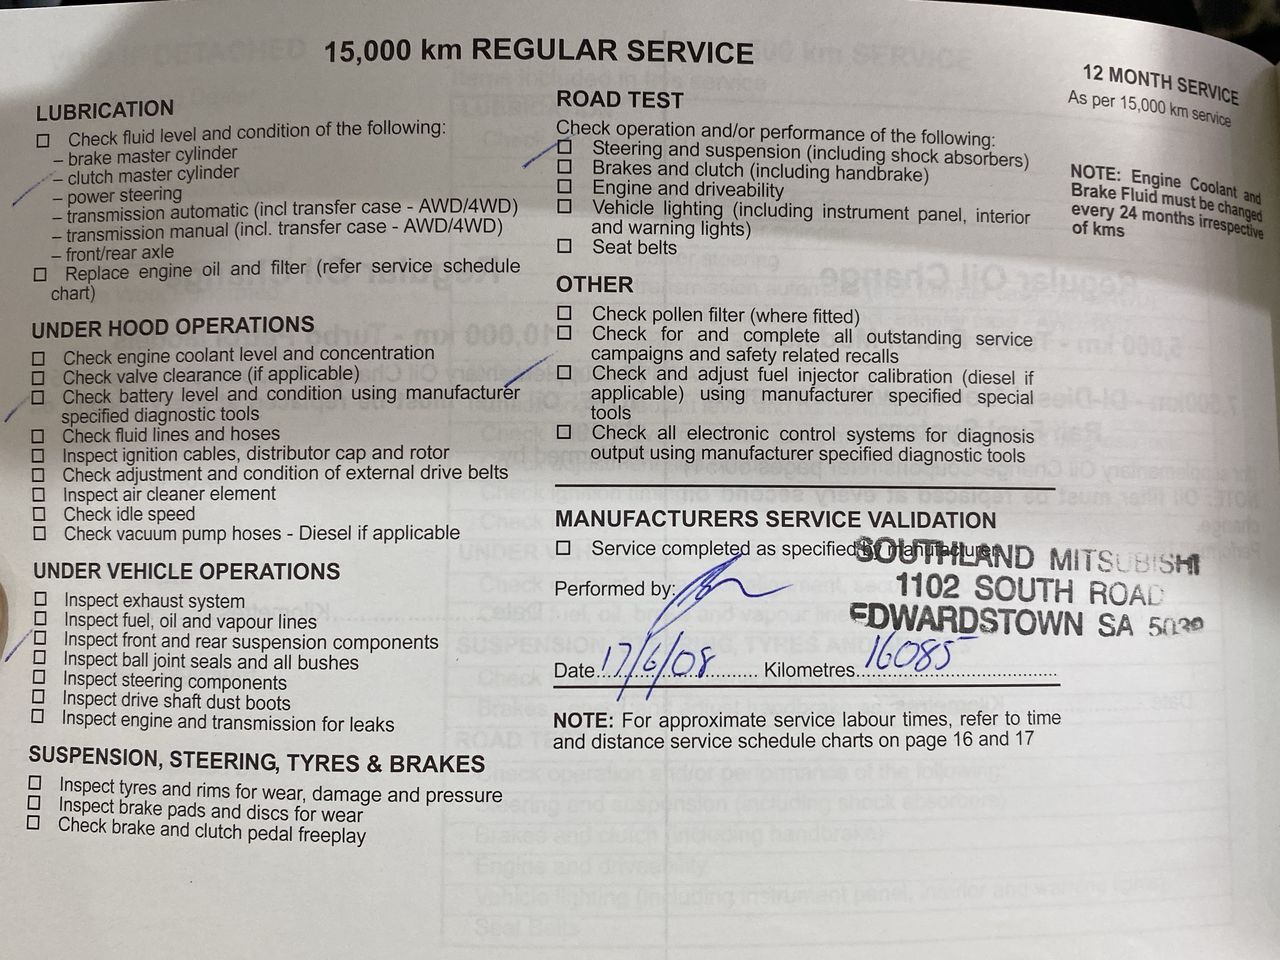 15,000 km REGULAR SERVICE
LUBRICATION
Check fluid level and condition of the following:
– brake master cylinder
– clutch master cylinder
– power steering
– transmission automatic (incl transfer case - AWD/4WD)
– transmission manual (incl. transfer case - AWD/4WD)
– front/rear axle
Replace engine oil and filter (refer service schedule
chart)
UNDER HOOD OPERATIONS
Check engine coolant level and concentration
Check valve clearance (if applicable)
Check battery level and condition using manufacturer
specified diagnostic tools
Check fluid lines and hoses
Inspect ignition cables, distributor cap and rotor
Check adjustment and condition of external drive belts
Inspect air cleaner element
Check idle speed
Check vacuum pump hoses - Diesel if applicable
UNDER VEHICLE OPERATIONS
Inspect exhaust system
Inspect fuel, oil and vapour lines
Inspect front and rear suspension components
Inspect ball joint seals and all bushes
Inspect steering components
Inspect drive shaft dust boots
Inspect engine and transmission for leaks
SUSPENSION, STEERING, TYRES & BRAKES
Inspect tyres and rims for wear, damage and pressure
Inspect brake pads and discs for wear
Check brake and clutch pedal freeplay
ROAD TEST
Check operation and/or performance of the following:
Steering and suspension (including shock absorbers)
Brakes and clutch (including handbrake)
Engine and driveability
Vehicle lighting (including instrument panel, interior
and warning lights)
Seat belts
OTHER
Check pollen filter (where fitted)
Check for and complete all outstanding service
campaigns and safety related recalls
Check and adjust fuel injector calibration (diesel if
applicable) using manufacturer specified special
tools
Check all electronic control systems for diagnosis
output using manufacturer specified diagnostic tools
MANUFACTURERS SERVICE VALIDATION
Service completed as specified by manufacturer
SOUTHLAND MITSUBISHI
1102 SOUTH ROAD
EDWARDSTOWN SA 5039
Performed by:
Date 17/6/08 Kilometres 16085
NOTE: For approximate service labour times, refer to time
and distance service schedule charts on page 16 and 17
12 MONTH SERVICE
As per 15,000 km service
NOTE: Engine Coolant and
Brake Fluid must be changed
every 24 months irrespective
of kms